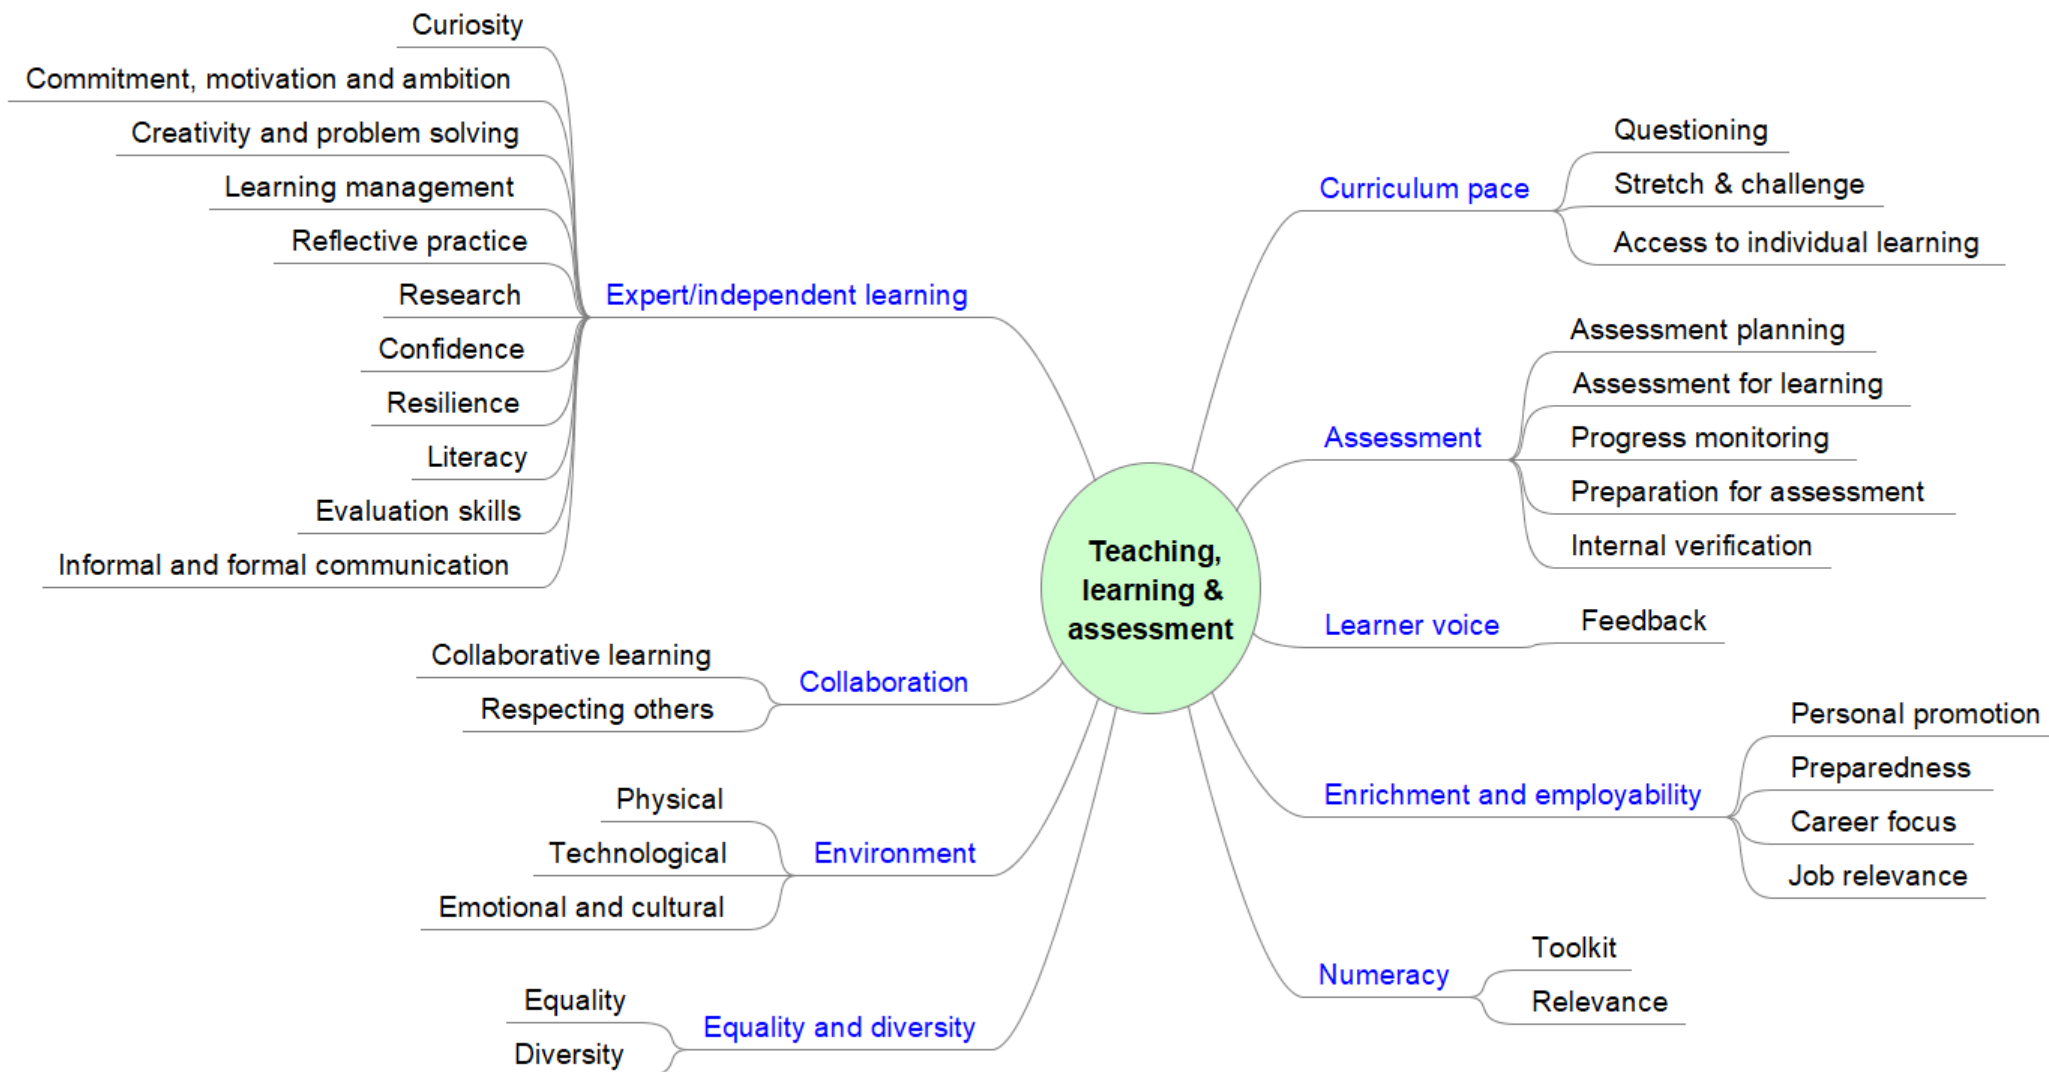 Curiosity
Commitment, motivation and ambition
Creativity and problem solving
Learning management
Reflective practice
Research
Confidence
Resilience
Literacy
Evaluation skills
Informal and formal communication
Expert/independent learning
Collaborative learning
Respecting others
Collaboration
Physical
Technological
Emotional and cultural
Environment
Equality
Diversity
Equality and diversity
Teaching,
learning &
assessment
Curriculum pace
Questioning
Stretch & challenge
Access to individual learning
Assessment
Assessment planning
Assessment for learning
Progress monitoring
Preparation for assessment
Internal verification
Learner voice
Feedback
Enrichment and employability
Personal promotion
Preparedness
Career focus
Job relevance
Numeracy
Toolkit
Relevance